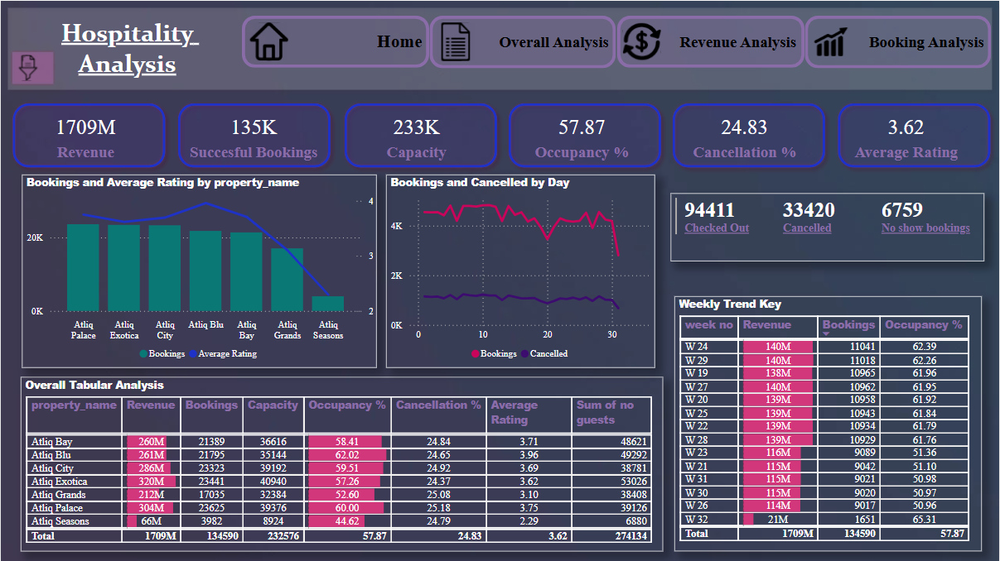 Hospitality
Analysis
Home
Overall Analysis
Revenue Analysis
Booking Analysis
1709M
Revenue
135K
Succesful Bookings
233K
Capacity
57.87
Occupancy %
24.83
Cancellation %
3.62
Average Rating
Bookings and Average Rating by property_name
20K
0K
4
3
2
Atliq Palace
Atliq Exotica
Atliq City
Atliq Blu
Atliq Bay
Atliq Grands
Atliq Seasons
Bookings Average Rating
Bookings and Cancelled by Day
4K
2K
0K
0 10 20 30
Bookings Cancelled
94411 33420 6759
Checked Out Cancelled No show bookings
Weekly Trend Key
week no Revenue Bookings Occupancy %
W 24 140M 11041 62.39
W 29 140M 11018 62.26
W 19 138M 10965 61.96
W 27 140M 10962 61.95
W 20 139M 10958 61.92
W 25 139M 10943 61.84
W 22 139M 10934 61.79
W 28 139M 10929 61.76
W 23 116M 9089 51.36
W 21 115M 9042 51.10
W 31 115M 9021 50.98
W 30 115M 9020 50.97
W 26 114M 9017 50.96
W 32 21M 1651 65.31
Total 1709M 134590 57.87
Overall Tabular Analysis
property_name Revenue Bookings Capacity Occupancy % Cancellation % Average Rating Sum of no guests
Atliq Bay 260M 21389 36616 58.41 24.84 3.71 48621
Atliq Blu 261M 21795 35144 62.02 24.65 3.96 49292
Atliq City 286M 23323 39192 59.51 24.92 3.69 38781
Atliq Exotica 320M 23441 40940 57.26 24.37 3.62 53026
Atliq Grands 212M 17035 32384 52.60 25.08 3.10 38408
Atliq Palace 304M 23625 39376 60.00 25.18 3.75 39126
Atliq Seasons 66M 3982 8924 44.62 24.79 2.29 6880
Total 1709M 134590 232576 57.87 24.83 3.62 274134